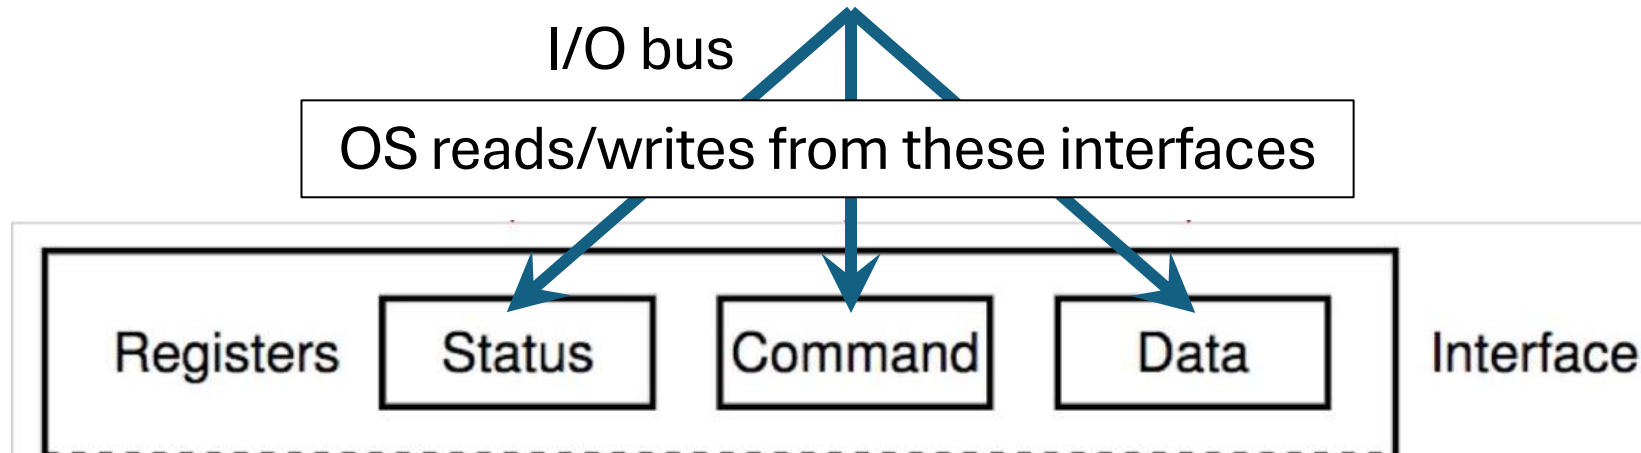 I/O bus
OS reads/writes from these interfaces
Registers Status Command Data Interface